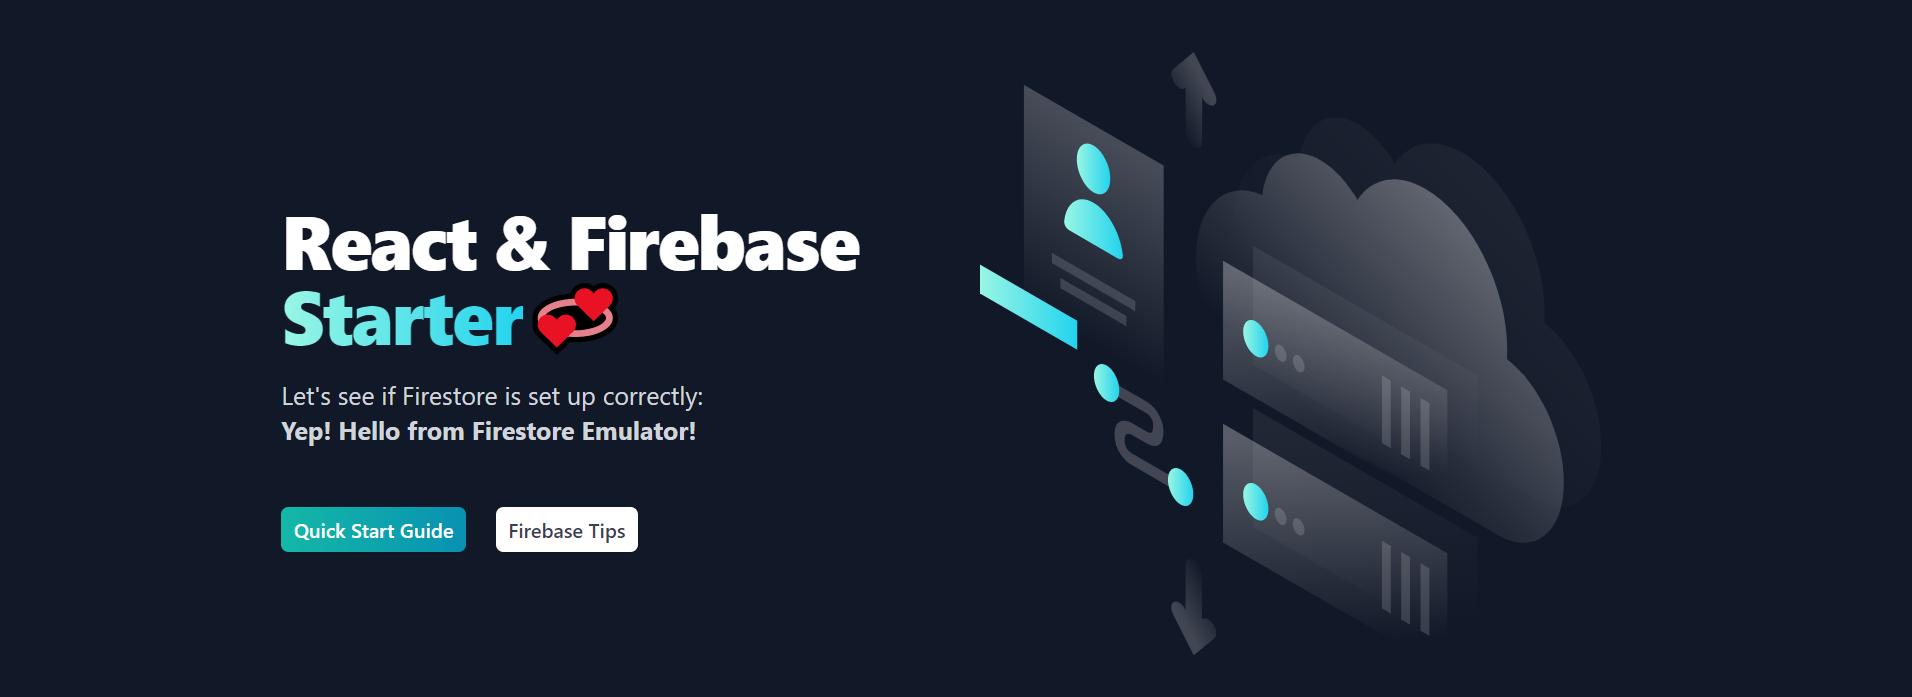 React & Firebase
Starter 💞
Let's see if Firestore is set up correctly:
Yep! Hello from Firestore Emulator!
Quick Start Guide
Firebase Tips